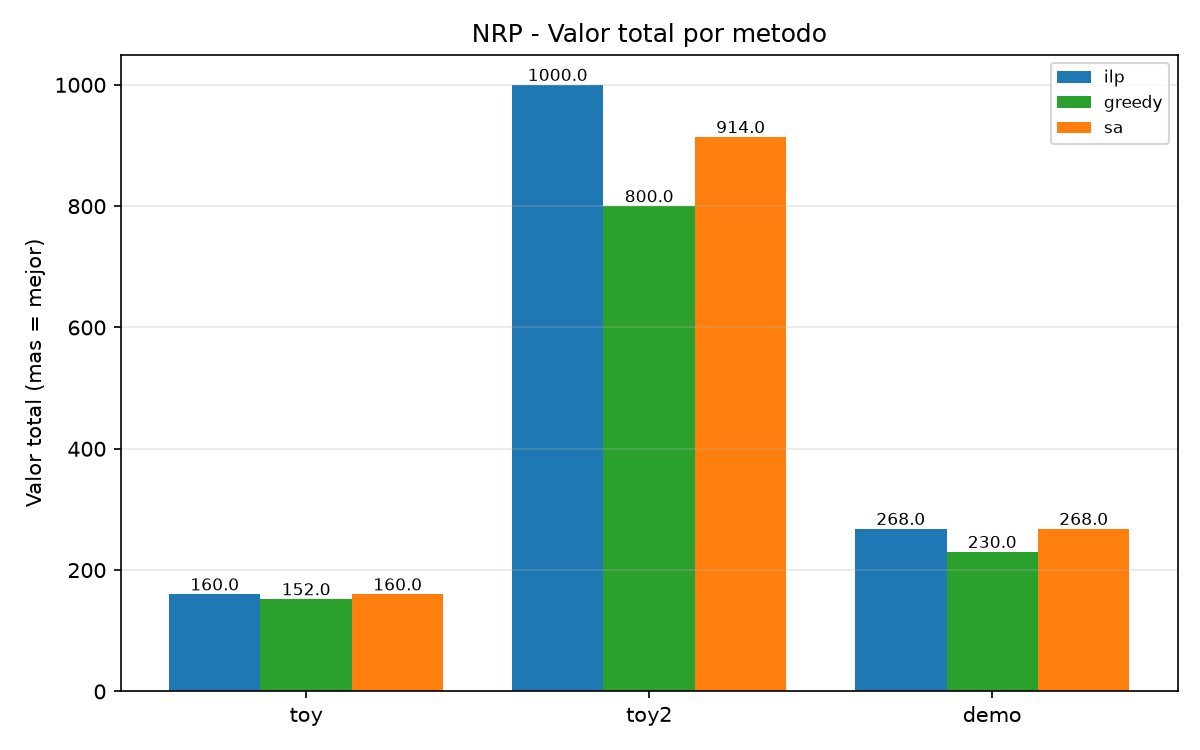 NRP - Valor total por metodo
Valor total (mas = mejor)
1000
800
600
400
200
0
ilp
greedy
sa
160.0
152.0
160.0
1000.0
800.0
914.0
268.0
230.0
268.0
toy
toy2
demo